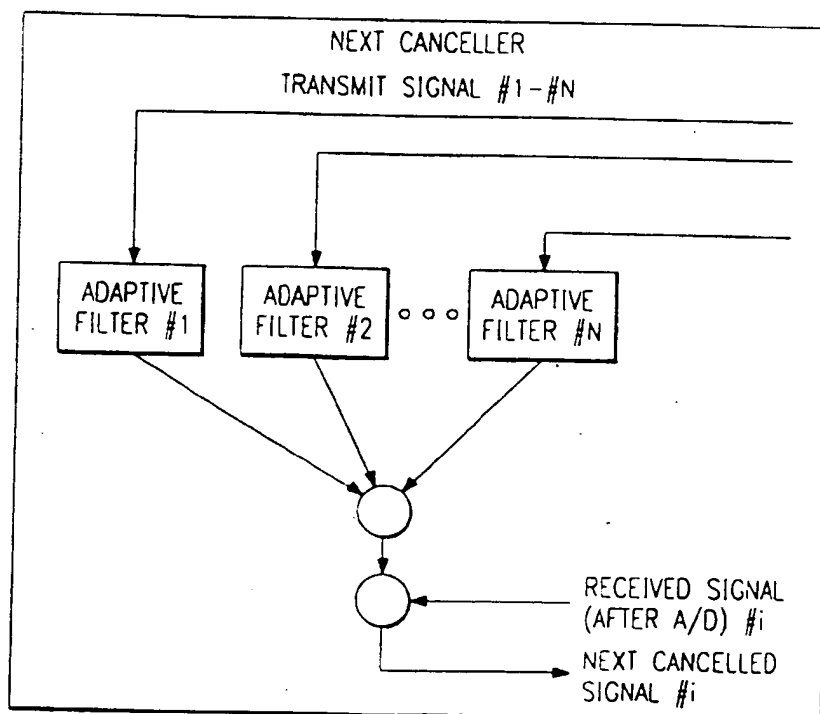 NEXT CANCELLER
TRANSMIT SIGNAL #1-#N
ADAPTIVE
FILTER #1
ADAPTIVE
FILTER #2
ADAPTIVE
FILTER #N
RECEIVED SIGNAL
(AFTER A/D) #i
NEXT CANCELLED
SIGNAL #i